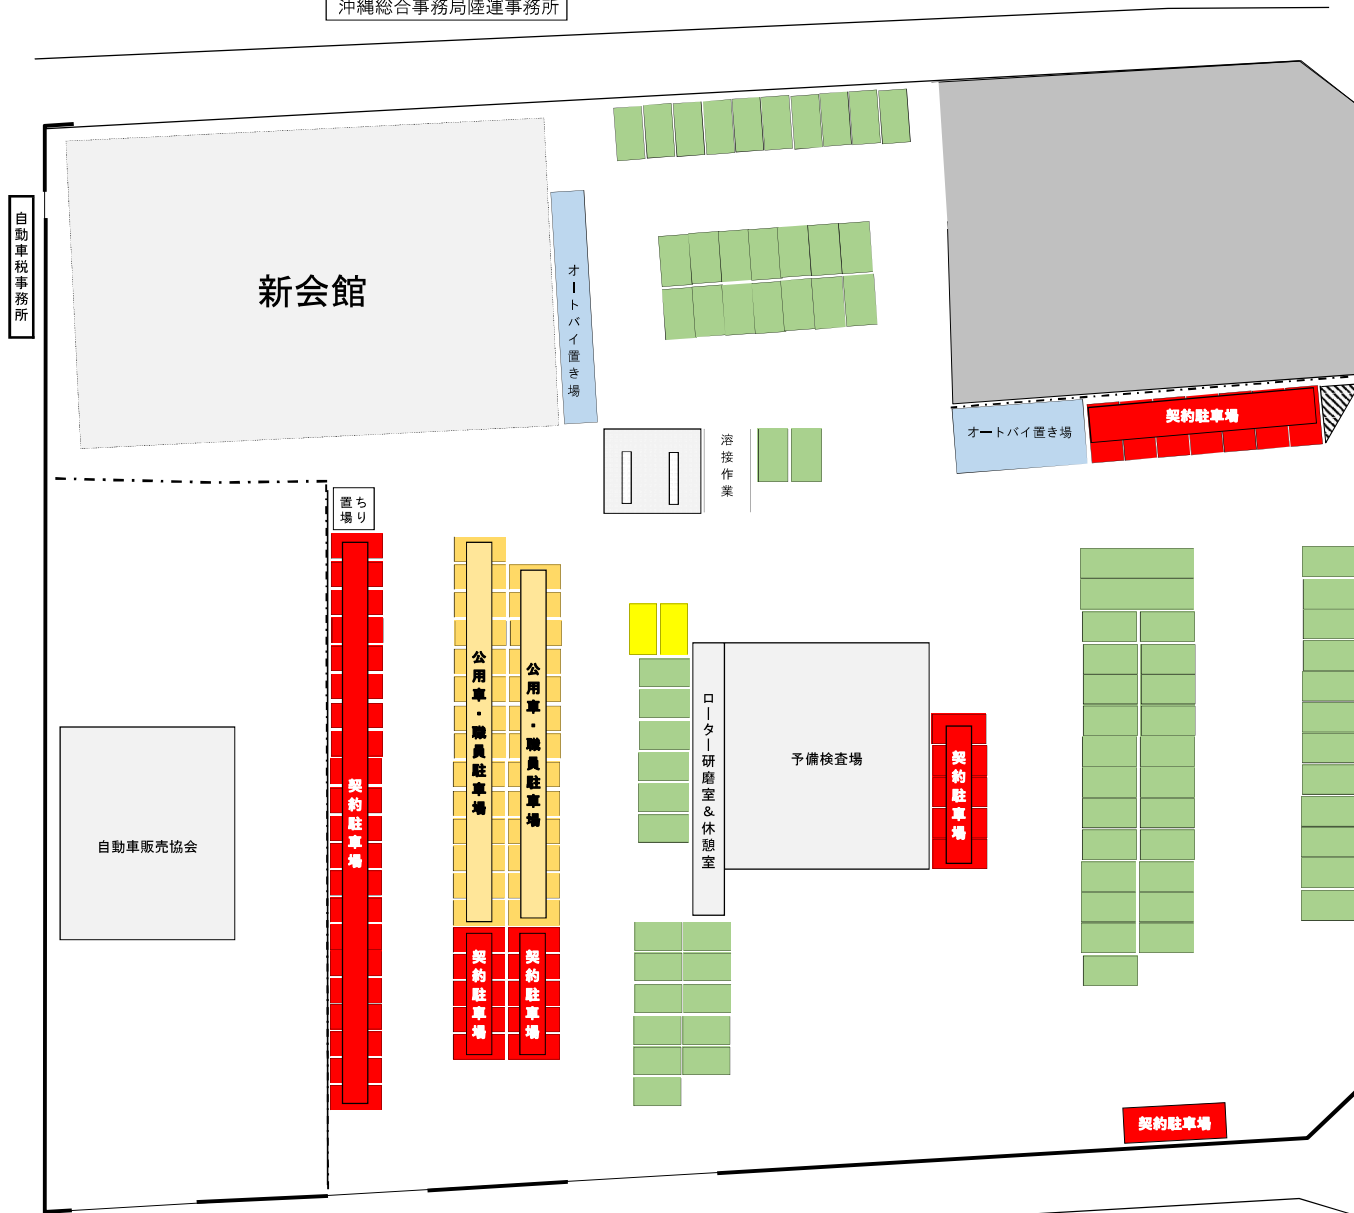 沖縄総合事務局陸運事務所
自動車税事務所
新会館
オートバイ置き場
オートバイ置き場
契約駐車場
溶接作業
ちり
置場
契約駐車場
公用車・職員駐車場
公用車・職員駐車場
ローター研磨室&休憩室
予備検査場
契約駐車場
自動車販売協会
契約駐車場
契約駐車場
契約駐車場